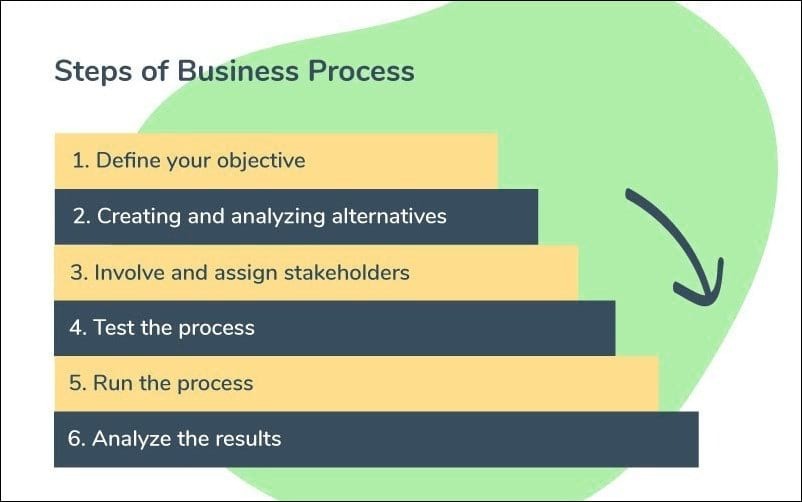 Steps of Business Process
1. Define your objective
2. Creating and analyzing alternatives
3. Involve and assign stakeholders
4. Test the process
5. Run the process
6. Analyze the results